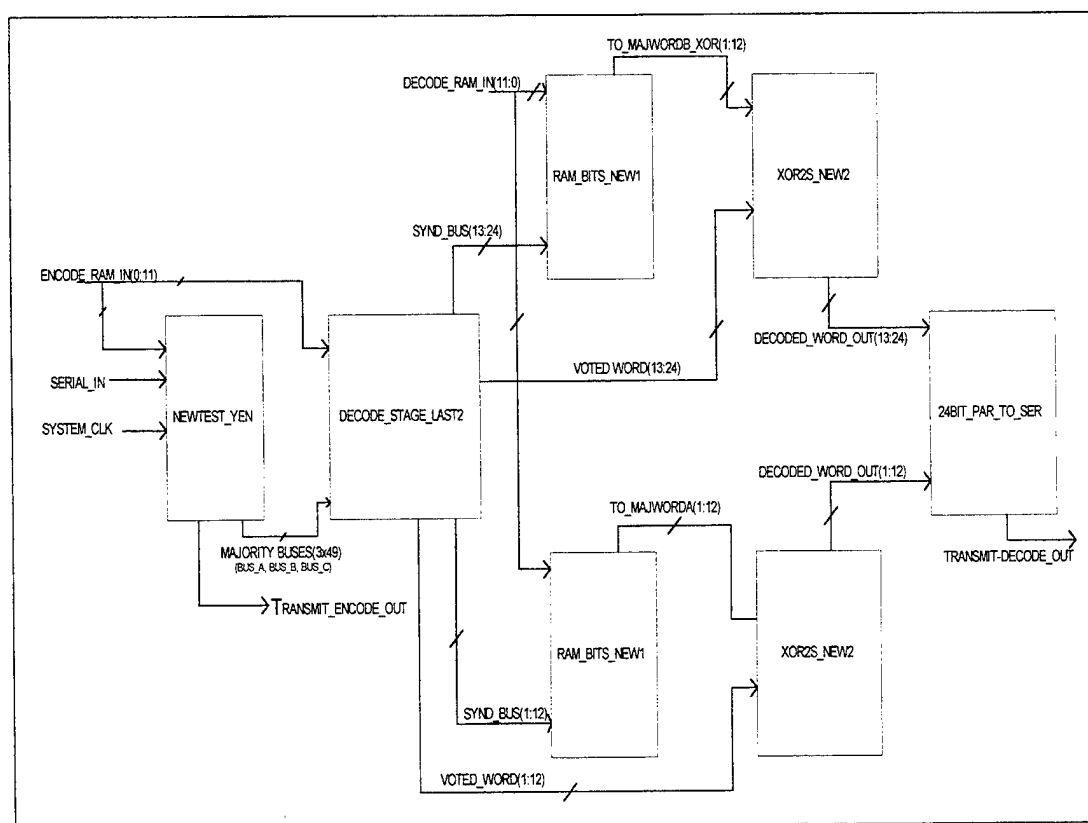 TO_MAJWORDB_XOR(1:12)
DECODE_RAM_IN(11:0)
RAM_BITS_NEW1
XOR2S_NEW2
SYND_BUS(13:24)
ENCODE_RAM_IN(0:11)
DECODED_WORD_OUT(13:24)
VOTED WORD(13:24)
SERIAL_IN
NEWTEST_YEN
DECODE_STAGE_LAST2
24BIT_PAR_TO_SER
SYSTEM_CLK
DECODED_WORD_OUT(1:12)
TO_MAJWORDA(1:12)
MAJORITY BUSES(3x49)
(BUS_A, BUS_B, BUS_C)
TRANSMIT-DECODE_OUT
TRANSMIT_ENCODE_OUT
RAM_BITS_NEW1
XOR2S_NEW2
SYND_BUS(1:12)
VOTED_WORD(1:12)